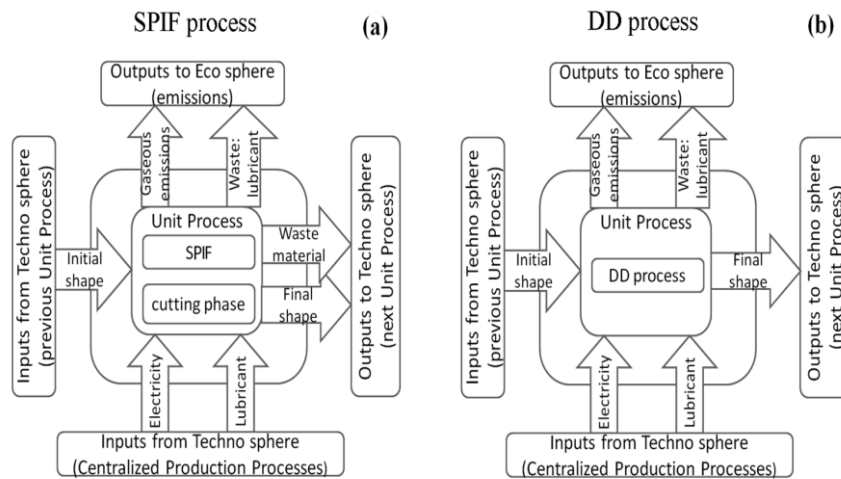 SPIF process
(a)
Outputs to Eco sphere
(emissions)
Gaseous
emissions
Waste:
lubricant
Inputs from Techno sphere
(previous Unit Process)
Initial
shape
Unit Process
SPIF
cutting phase
Waste
material
Final
shape
Outputs to Techno sphere
(next Unit Process)
Electricity
Lubricant
Inputs from Techno sphere
(Centralized Production Processes)
DD process
(b)
Outputs to Eco sphere
(emissions)
Gaseous
emissions
Waste:
lubricant
Inputs from Techno sphere
(previous Unit Process)
Initial
shape
Unit Process
DD process
Final
shape
Outputs to Techno sphere
(next Unit Process)
Electricity
Lubricant
Inputs from Techno sphere
(Centralized Production Processes)